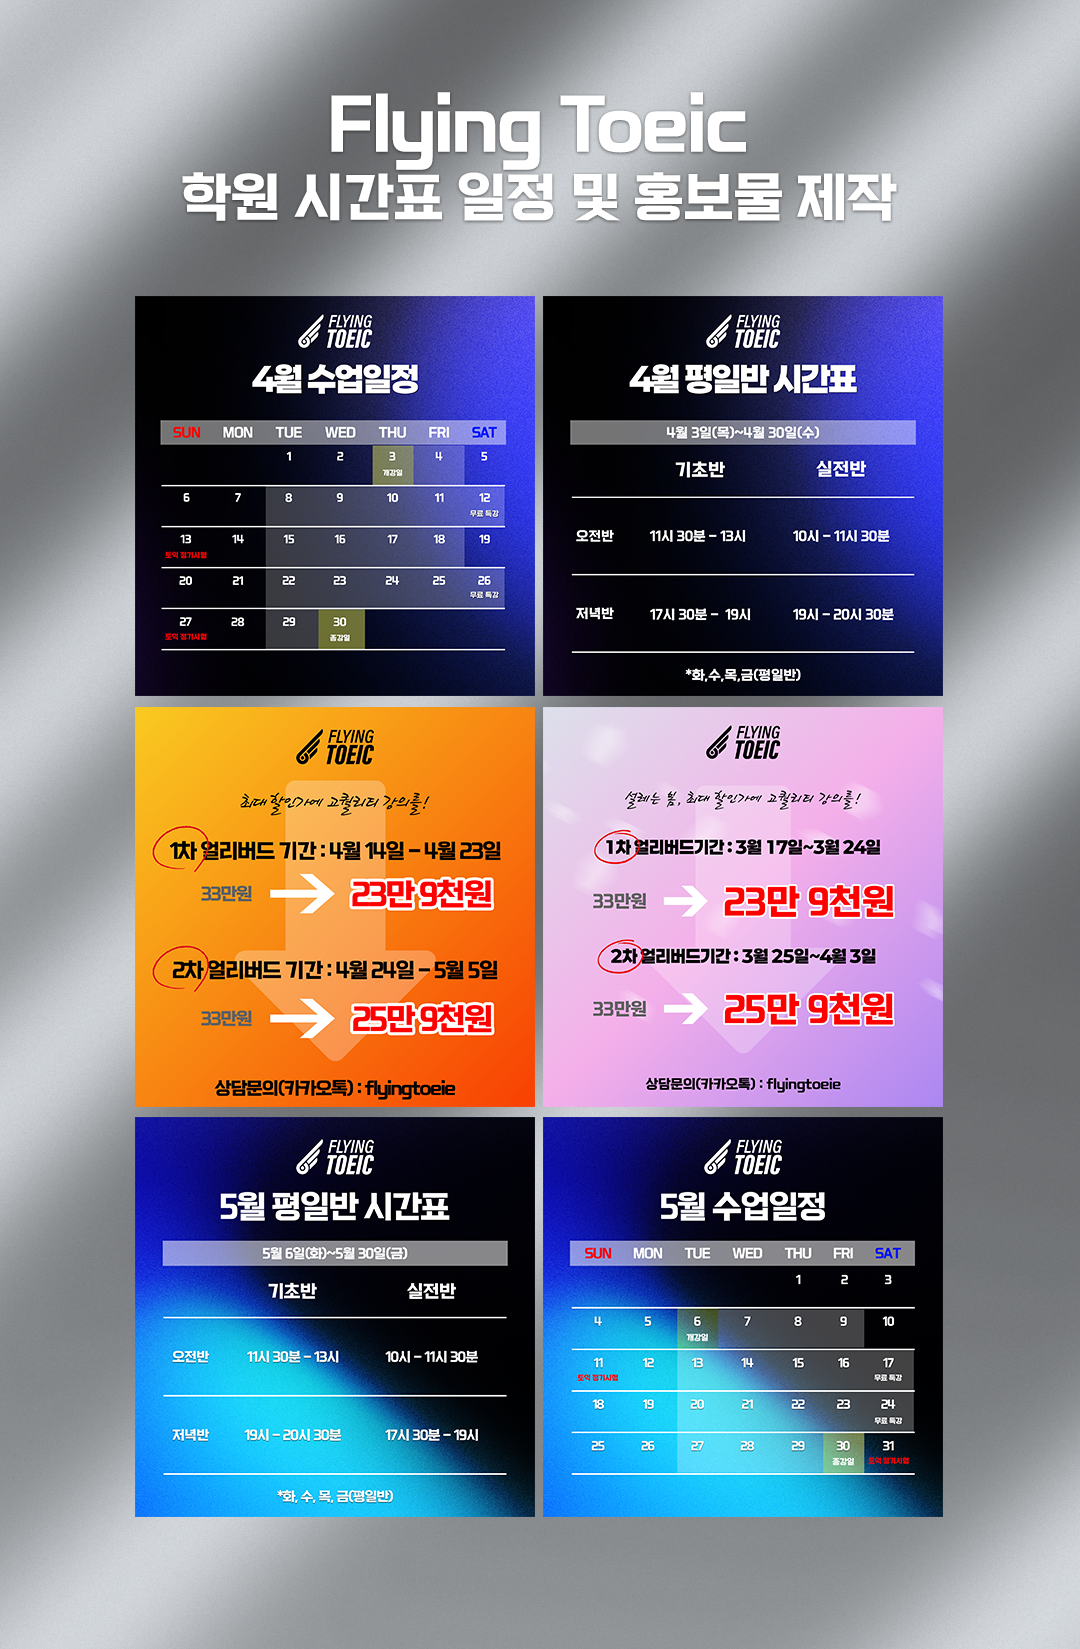 Flying Toeic
학원 시간표 일정 및 홍보물 제작
FLYING
TOEIC
4월 수업일정
SUN MON TUE WED THU FRI SAT
1 2 3 4 5
개강일
6 7 8 9 10 11 12
무료 특강
13 14 15 16 17 18 19
토익 정기시험
20 21 22 23 24 25 26
무료 특강
27 28 29 30
토익 정기시험 종강일
FLYING
TOEIC
4월 평일반 시간표
4월 3일(목)~4월 30일(수)
기초반 실전반
오전반 11시 30분 – 13시 10시 – 11시 30분
저녁반 17시 30분 – 19시 19시 – 20시 30분
*화,수,목,금(평일반)
FLYING
TOEIC
최대 할인가에 고퀄리티 강의를!
1차 얼리버드 기간 : 4월 14일 – 4월 23일
33만원 → 23만 9천원
2차 얼리버드 기간 : 4월 24일 – 5월 5일
33만원 → 25만 9천원
상담문의(카카오톡) : flyingtoeie
FLYING
TOEIC
설레는 봄, 최대 할인가에 고퀄리티 강의를!
1차 얼리버드기간 : 3월 17일~3월 24일
33만원 → 23만 9천원
2차 얼리버드기간 : 3월 25일~4월 3일
33만원 → 25만 9천원
상담문의(카카오톡) : flyingtoeie
FLYING
TOEIC
5월 평일반 시간표
5월 6일(화)~5월 30일(금)
기초반 실전반
오전반 11시 30분 – 13시 10시 – 11시 30분
저녁반 19시 – 20시 30분 17시 30분 – 19시
*화, 수, 목, 금(평일반)
FLYING
TOEIC
5월 수업일정
SUN MON TUE WED THU FRI SAT
1 2 3
4 5 6 7 8 9 10
개강일
11 12 13 14 15 16 17
토익 정기시험 무료 특강
18 19 20 21 22 23 24
무료 특강
25 26 27 28 29 30 31
종강일 토익 정기시험